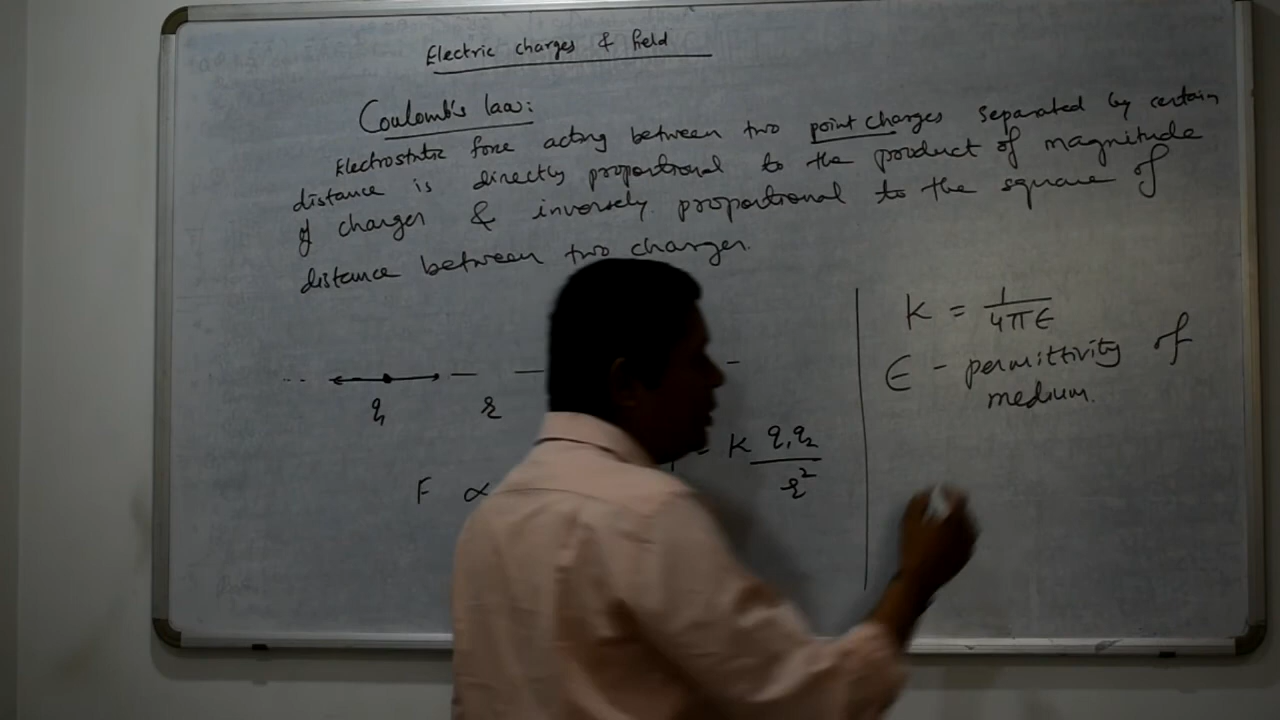 Electric charges & field
Coulomb's law:
Electrostatic force acting between two point charges separated by certain
distance is directly proportional to the product of magnitude
of charges & inversely proportional to the square of
distance between two charges.
q₁
r
F ∝
= K q₁q₂ / r²
K = 1 / 4πε
ε - permittivity of
medium.